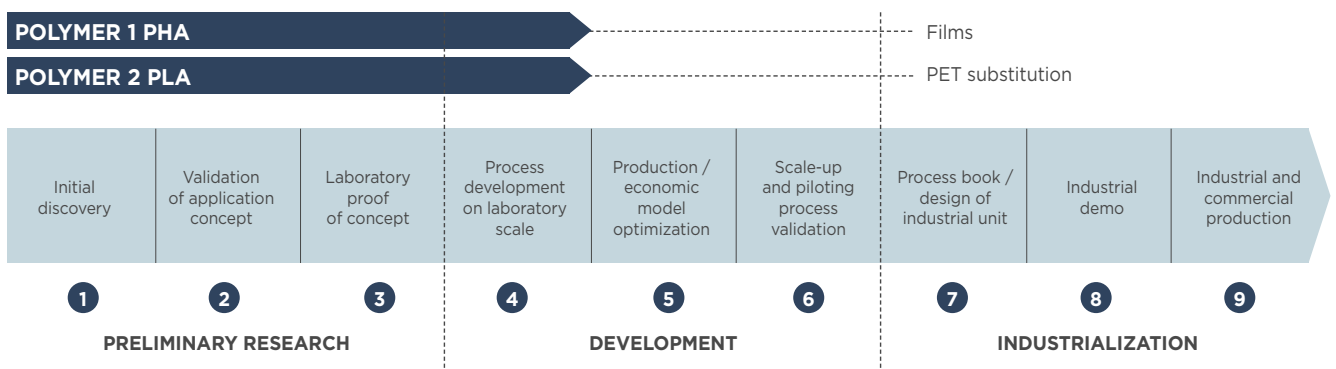 POLYMER 1 PHA
Films
POLYMER 2 PLA
PET substitution
Initial
discovery
Validation
of application
concept
Laboratory
proof
of concept
Process
development
on laboratory
scale
Production /
economic
model
optimization
Scale-up
and piloting
process
validation
Process book /
design of
industrial unit
Industrial
demo
Industrial and
commercial
production
1
2
3
4
5
6
7
8
9
PRELIMINARY RESEARCH
DEVELOPMENT
INDUSTRIALIZATION